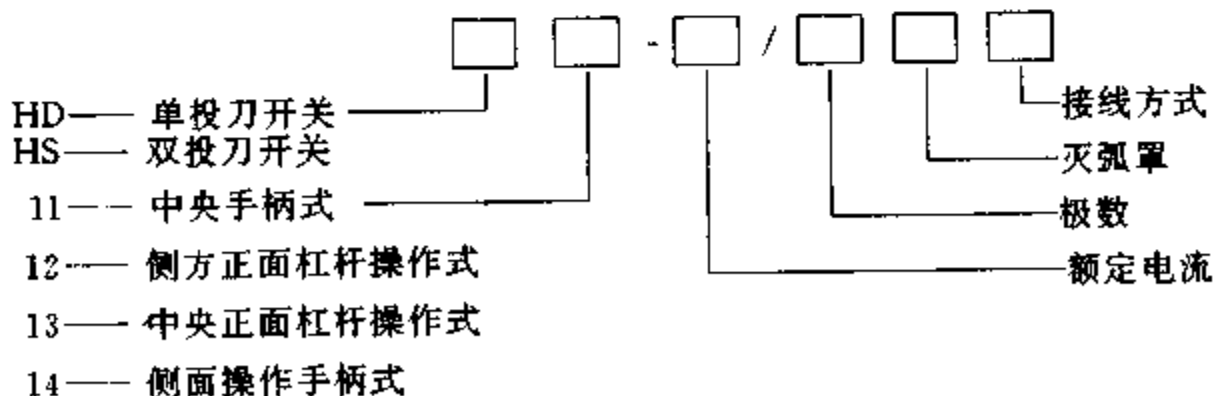 - /
HD—— 单投刀开关
接线方式
HS—— 双投刀开关
灭弧罩
11—— 中央手柄式
极数
12—— 侧方正面杠杆操作式
额定电流
13—— 中央正面杠杆操作式
14—— 侧面操作手柄式